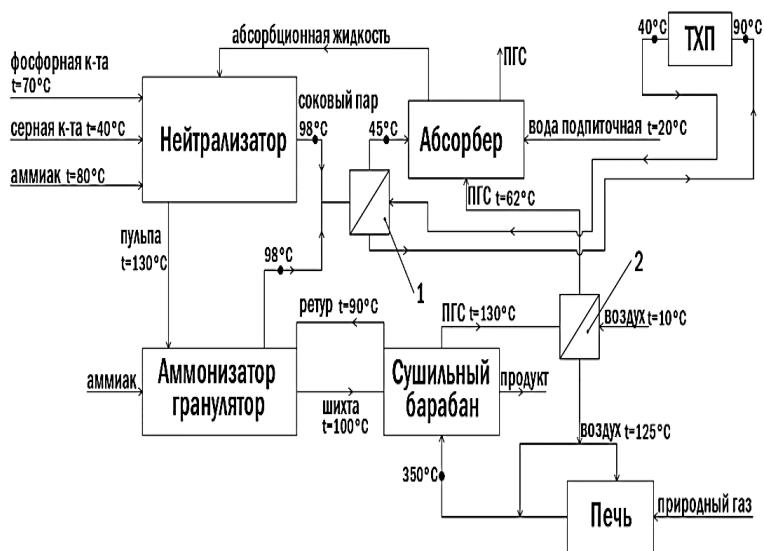 абсорбционная жидкость
ПГС
40°С
ТХП
90°С
фосфорная к-та
t=70°С
серная к-та t=40°С
аммиак t=80°С
Нейтрализатор
соковый пар
98°С
45°С
Абсорбер
вода подпиточная t=20°С
ПГС t=62°С
пульпа
t=130°С
98°С
1
2
ретур t=90°С
ПГС t=130°С
воздух t=10°С
аммиак
Аммонизатор
гранулятор
шихта
t=100°С
Сушильный
барабан
продукт
воздух t=125°С
350°С
Печь
природный газ